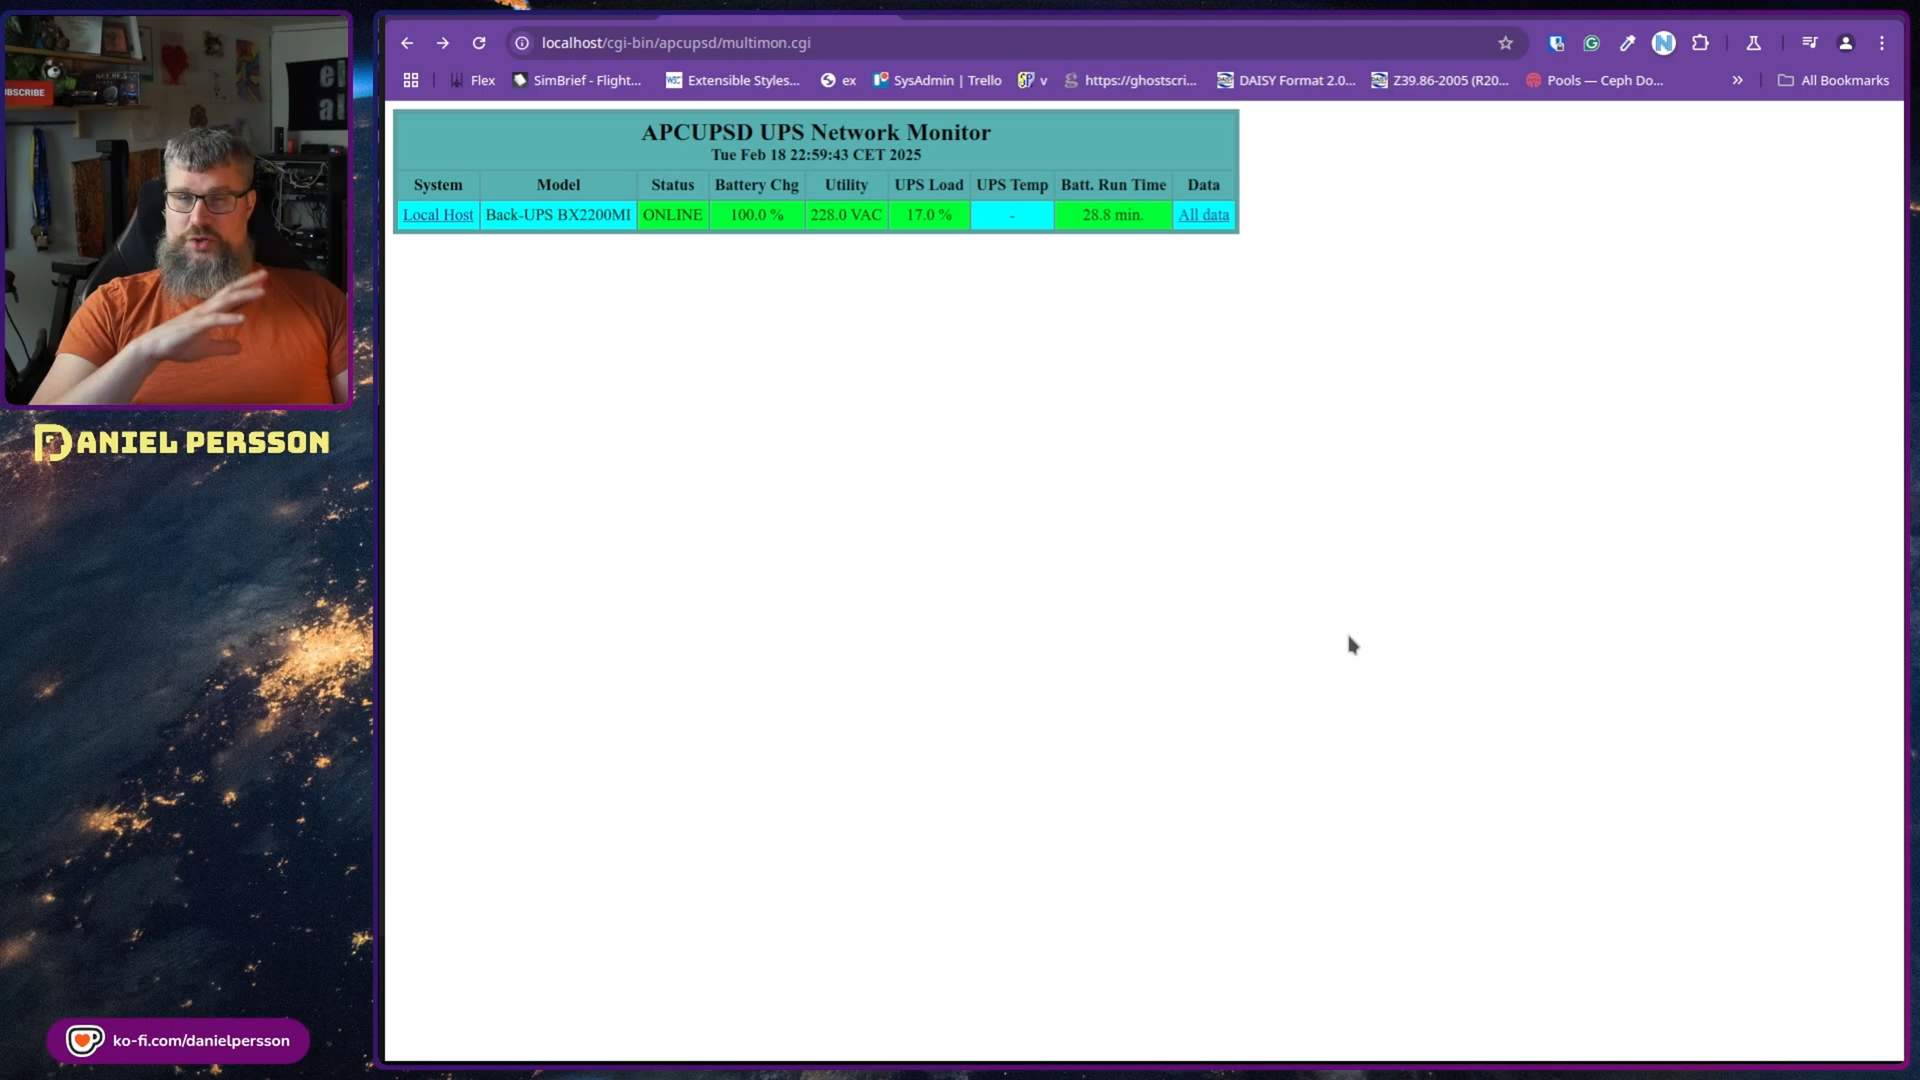 localhost/cgi-bin/apcupsd/multimon.cgi
Flex
SimBrief - Flight...
Extensible Styles...
ex
SysAdmin | Trello
v
https://ghostscri...
DAISY Format 2.0...
Z39.86-2005 (R20...
Pools — Ceph Do...
All Bookmarks
APCUPSD UPS Network Monitor
Tue Feb 18 22:59:43 CET 2025
System Model Status Battery Chg Utility UPS Load UPS Temp Batt. Run Time Data
Local Host Back-UPS BX2200MI ONLINE 100.0 % 228.0 VAC 17.0 % - 28.8 min. All data
UBSCRIBE
DANIEL PERSSON
ko-fi.com/danielpersson